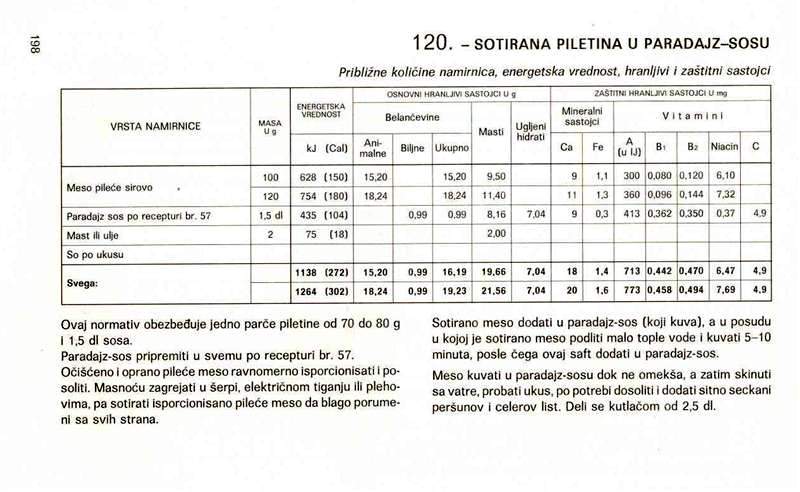 198
120. – SOTIRANA PILETINA U PARADAJZ–SOSU
Približne količine namirnica, energetska vrednost, hranljivi i zaštitni sastojci
VRSTA NAMIRNICE MASA U g ENERGETSKA VREDNOST OSNOVNI HRANLJIVI SASTOJCI U g ZAŠTITNI HRANLJIVI SASTOJCI U mg
Belančevine Masti Ugljeni hidrati Mineralni sastojci Vitamini
kJ (Cal) Ani-malne Biljne Ukupno Ca Fe A (u IJ) B1 B2 Niacin C
Meso pileće sirovo 100 628 (150) 15,20 15,20 9,50 9 1,1 300 0,080 0,120 6,10
120 754 (180) 18,24 18,24 11,40 11 1,3 360 0,096 0,144 7,32
Paradajz sos po recepturi br. 57 1,5 dl 435 (104) 0,99 0,99 8,16 7,04 9 0,3 413 0,362 0,350 0,37 4,9
Mast ili ulje 2 75 (18) 2,00
So po ukusu
Svega: 1138 (272) 15,20 0,99 16,19 19,66 7,04 18 1,4 713 0,442 0,470 6,47 4,9
1264 (302) 18,24 0,99 19,23 21,56 7,04 20 1,6 773 0,458 0,494 7,69 4,9
Ovaj normativ obezbeđuje jedno parče piletine od 70 do 80 g
i 1,5 dl sosa.
Paradajz-sos pripremiti u svemu po recepturi br. 57.
Očišćeno i oprano pileće meso ravnomerno isporcionisati i po-
soliti. Masnoću zagrejati u šerpi, električnom tiganju ili pleho-
vima, pa sotirati isporcionisano pileće meso da blago porume-
ni sa svih strana.
Sotirano meso dodati u paradajz-sos (koji kuva), a u posudu
u kojoj je sotirano meso podliti malo tople vode i kuvati 5–10
minuta, posle čega ovaj saft dodati u paradajz-sos.
Meso kuvati u paradajz-sosu dok ne omekša, a zatim skinuti
sa vatre, probati ukus, po potrebi dosoliti i dodati sitno seckani
peršunov i celerov list. Deli se kutlačom od 2,5 dl.